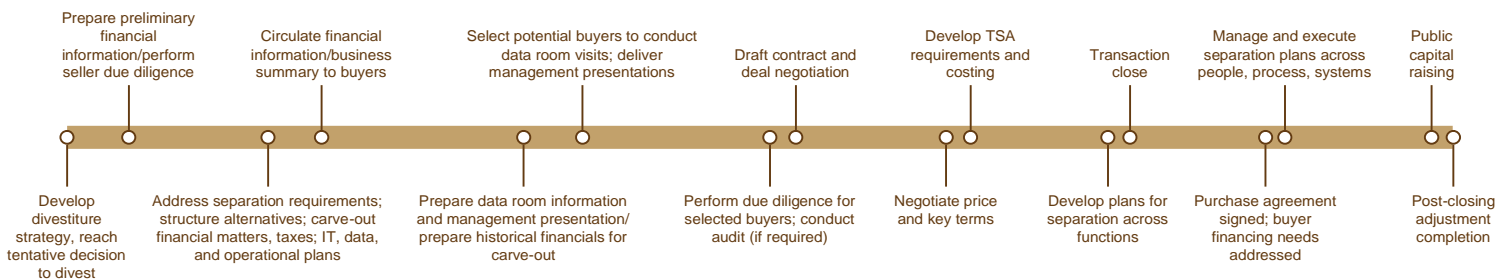 Prepare preliminary
financial
information/perform
seller due diligence
Circulate financial
information/business
summary to buyers
Select potential buyers to conduct
data room visits; deliver
management presentations
Draft contract and
deal negotiation
Develop TSA
requirements and
costing
Transaction
close
Manage and execute
separation plans across
people, process, systems
Public
capital
raising
Develop
divestiture
strategy, reach
tentative decision
to divest
Address separation requirements;
structure alternatives; carve-out
financial matters, taxes; IT, data,
and operational plans
Prepare data room information
and management presentation/
prepare historical financials for
carve-out
Perform due diligence for
selected buyers; conduct
audit (if required)
Negotiate price
and key terms
Develop plans for
separation across
functions
Purchase agreement
signed; buyer
financing needs
addressed
Post-closing
adjustment
completion